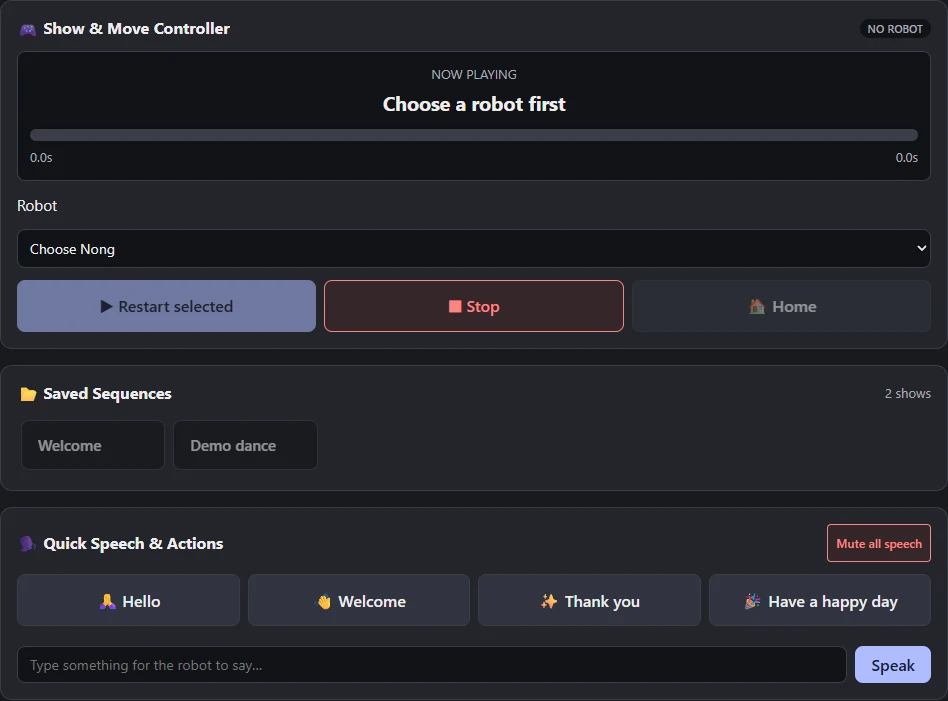 Show & Move Controller
NO ROBOT
NOW PLAYING
Choose a robot first
0.0s
0.0s
Robot
Choose Nong
Restart selected
Stop
Home
Saved Sequences
2 shows
Welcome
Demo dance
Quick Speech & Actions
Mute all speech
Hello
Welcome
Thank you
Have a happy day
Type something for the robot to say...
Speak